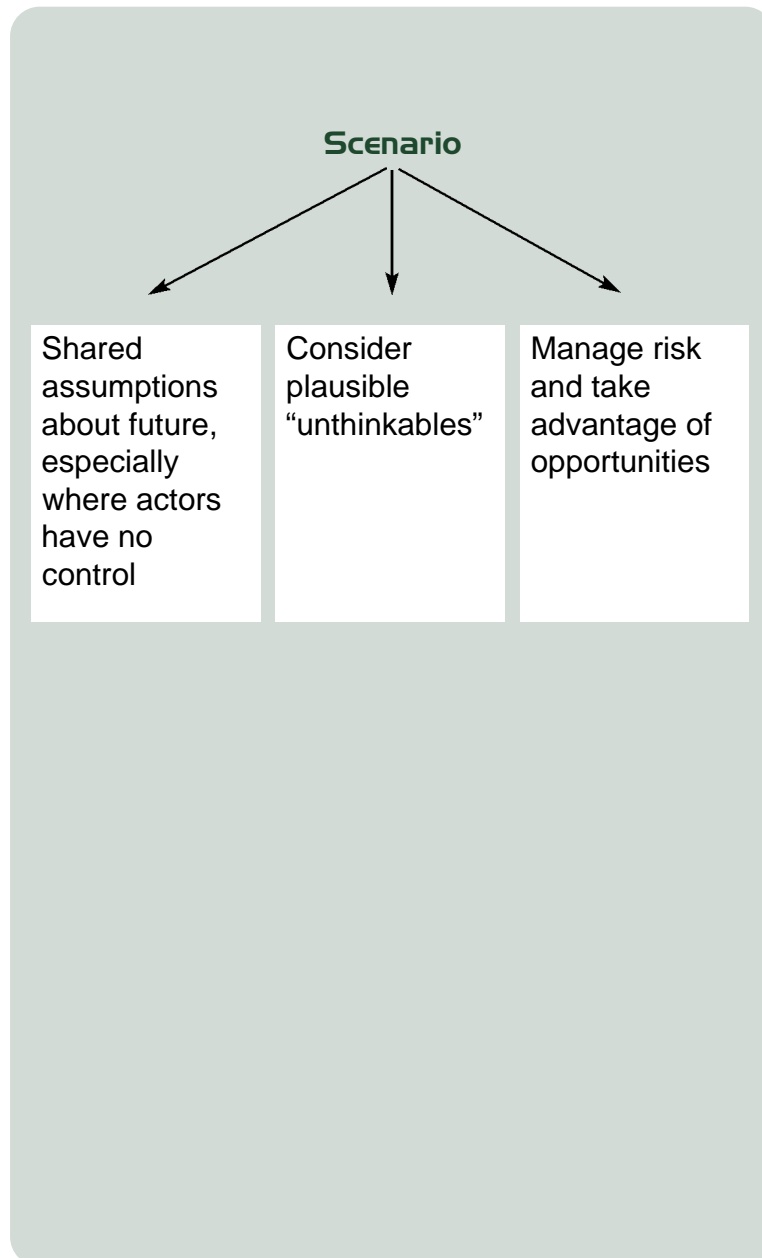 Scenario
Shared
assumptions
about future,
especially
where actors
have no
control
Consider
plausible
“unthinkables”
Manage risk
and take
advantage of
opportunities